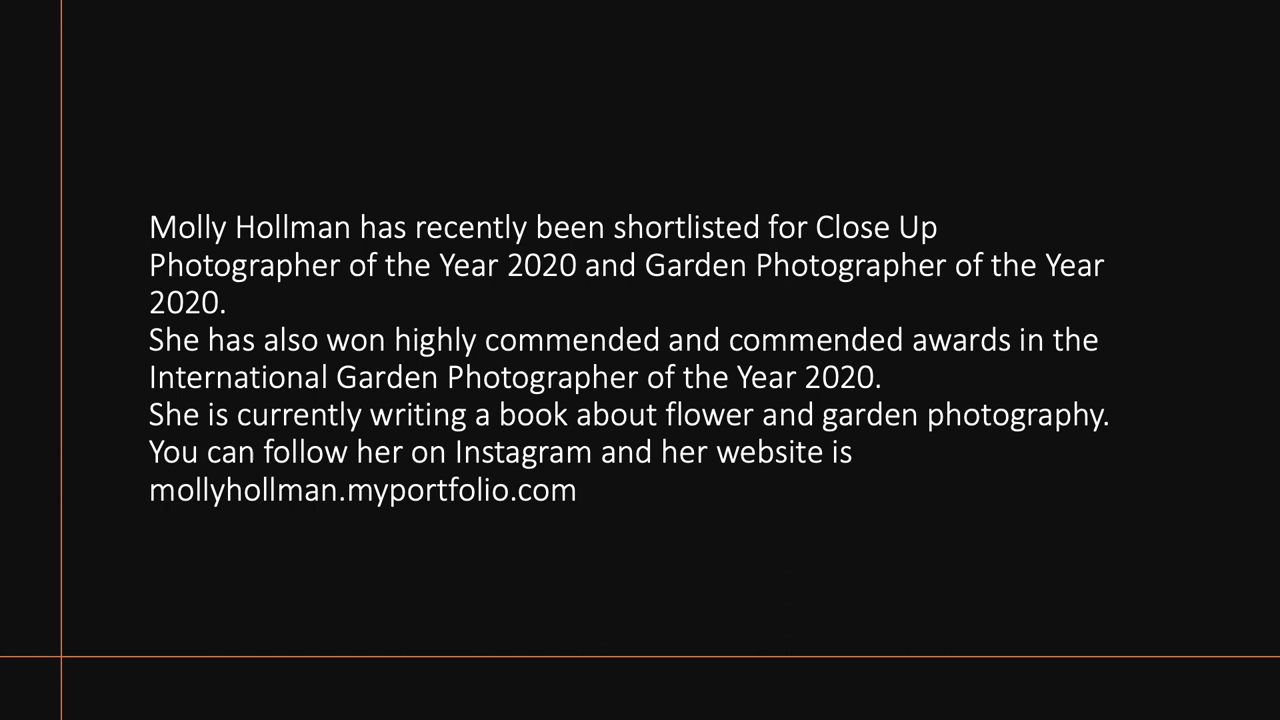 Molly Hollman has recently been shortlisted for Close Up
Photographer of the Year 2020 and Garden Photographer of the Year
2020.
She has also won highly commended and commended awards in the
International Garden Photographer of the Year 2020.
She is currently writing a book about flower and garden photography.
You can follow her on Instagram and her website is
mollyhollman.myportfolio.com